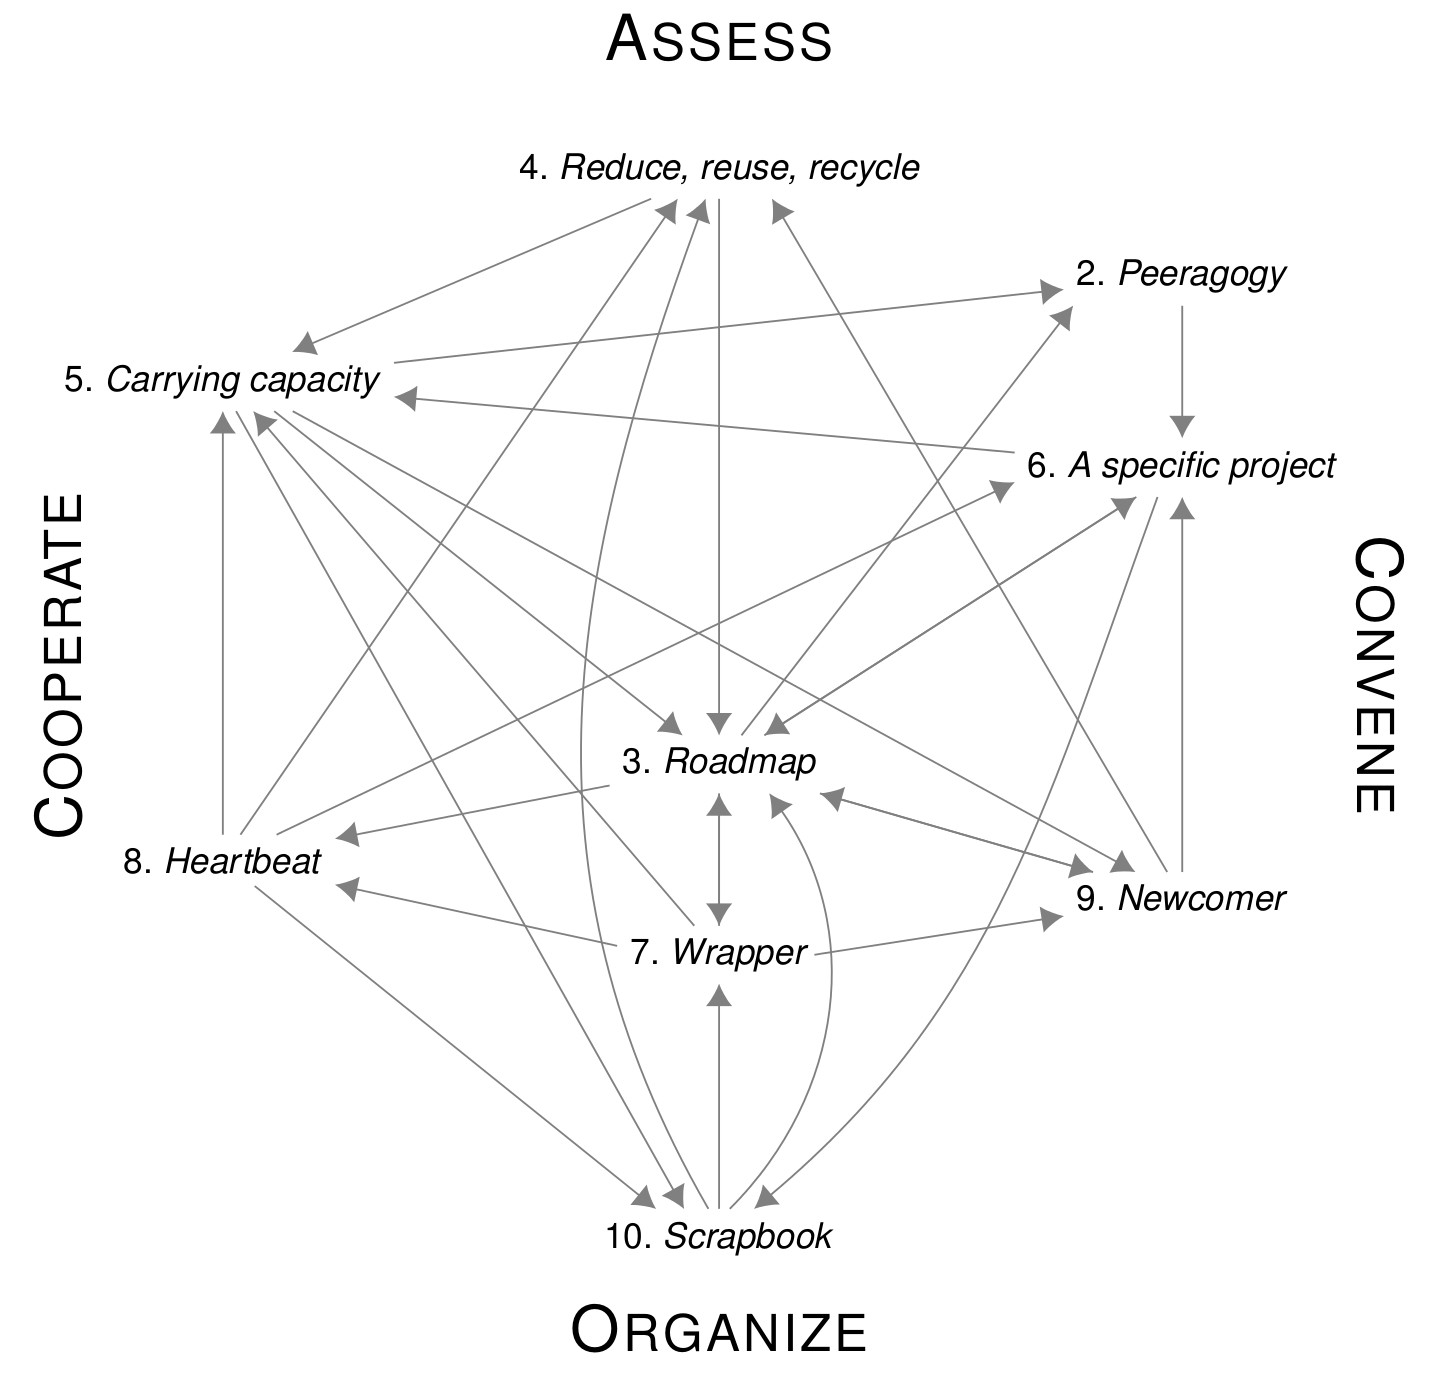 ASSESS
4. Reduce, reuse, recycle
2. Peeragogy
5. Carrying capacity
6. A specific project
COOPERATE
CONVENE
3. Roadmap
8. Heartbeat
9. Newcomer
7. Wrapper
10. Scrapbook
ORGANIZE